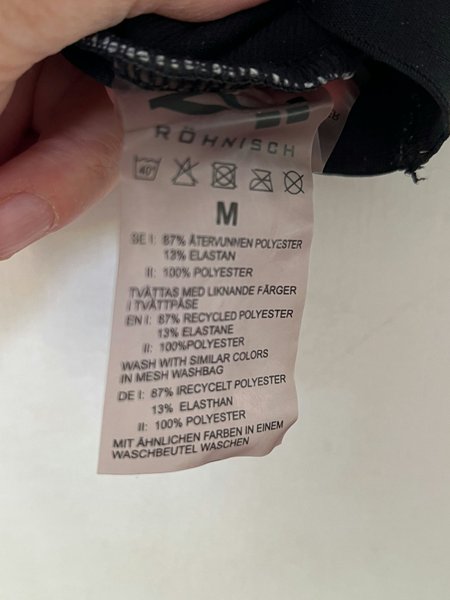 RÖHNISCH
40°
M
SE I: 87% ÅTERVUNNEN POLYESTER
13% ELASTAN
II: 100% POLYESTER
TVÄTTAS MED LIKNANDE FÄRGER
I TVÄTTPÅSE
EN I: 87% RECYCLED POLYESTER
13% ELASTANE
II: 100%POLYESTER
WASH WITH SIMILAR COLORS
IN MESH WASHBAG
DE I: 87% IRECYCELT POLYESTER
13% ELASTHAN
II: 100% POLYESTER
MIT ÄHNLICHEN FARBEN IN EINEM
WASCHBEUTEL WASCHEN